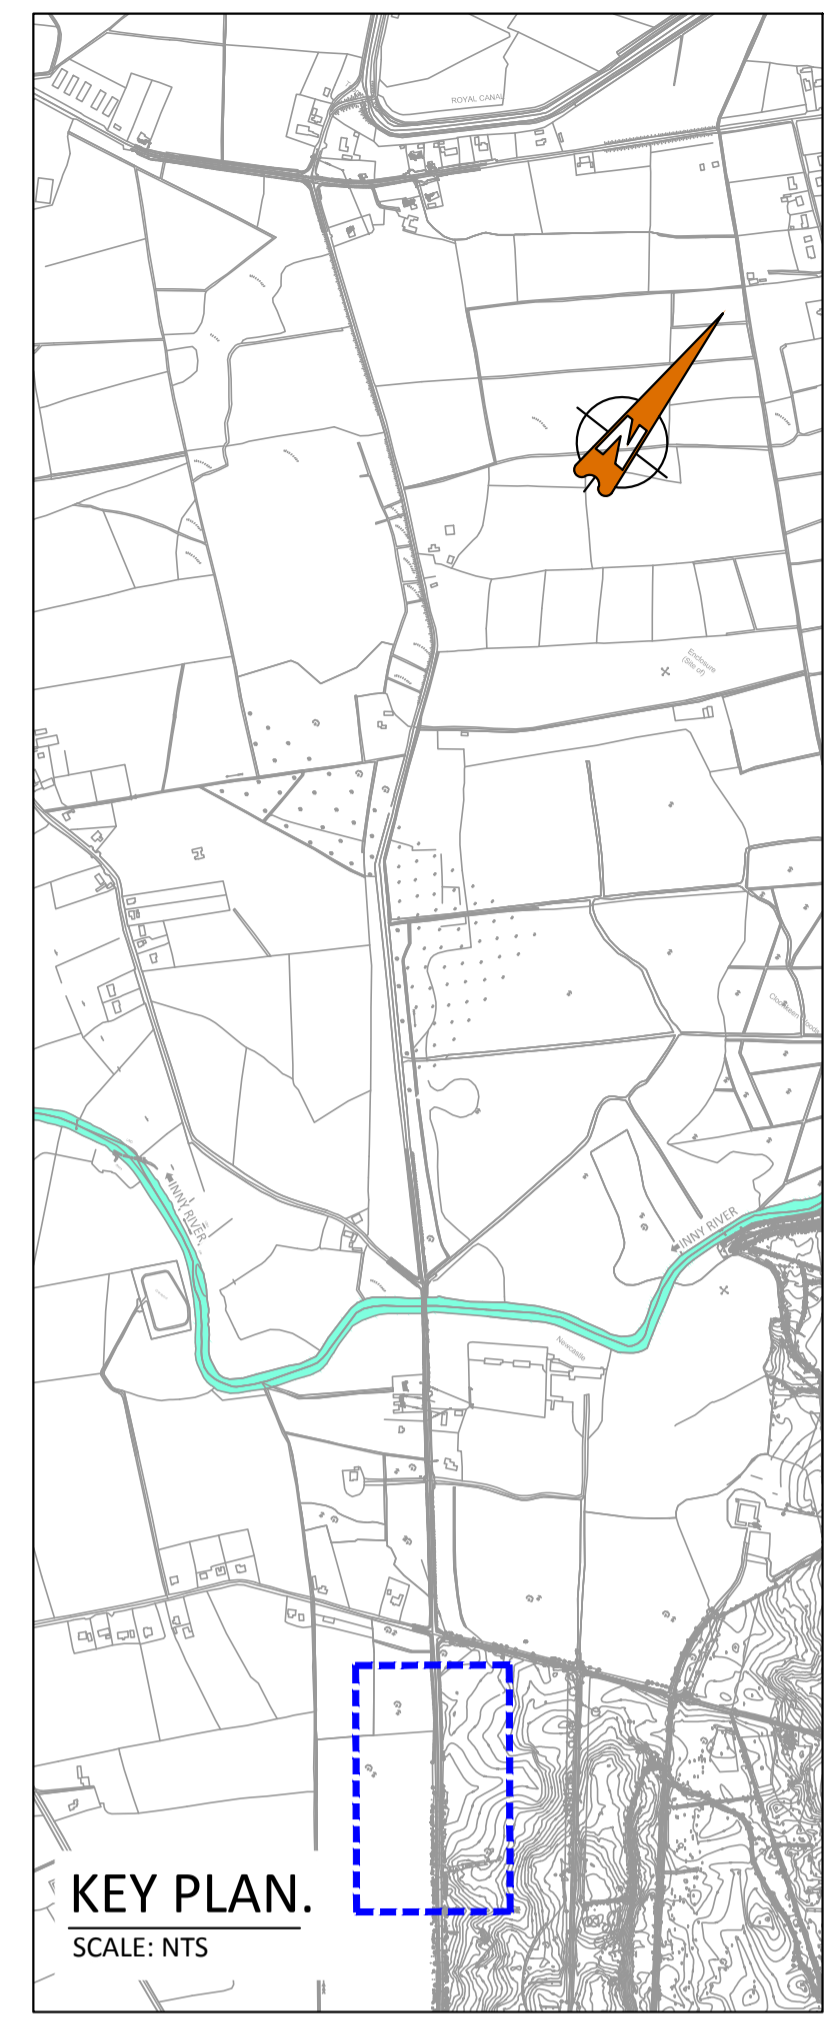 ROYAL CANAL
N
Enclosure
(Site of)
INNY RIVER
INNY RIVER
Newcastle
KEY PLAN.
SCALE: NTS